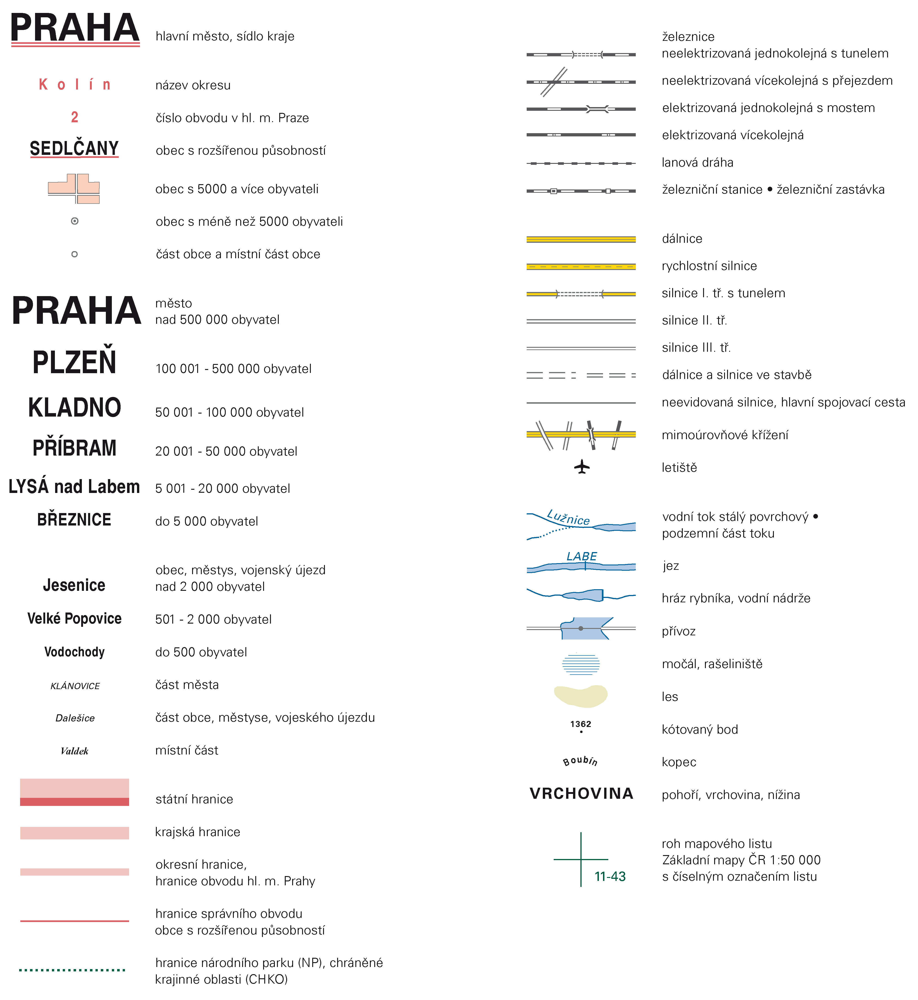 PRAHA hlavní město, sídlo kraje
Kolín název okresu
2 číslo obvodu v hl. m. Praze
SEDLČANY obec s rozšířenou působností
obec s 5000 a více obyvateli
obec s méně než 5000 obyvateli
část obce a místní část obce
PRAHA město
nad 500 000 obyvatel
PLZEŇ 100 001 - 500 000 obyvatel
KLADNO 50 001 - 100 000 obyvatel
PŘÍBRAM 20 001 - 50 000 obyvatel
LYSÁ nad Labem 5 001 - 20 000 obyvatel
BŘEZNICE do 5 000 obyvatel
obec, městys, vojenský újezd
Jesenice nad 2 000 obyvatel
Velké Popovice 501 - 2 000 obyvatel
Vodochody do 500 obyvatel
KLÁNOVICE část města
Dalešice část obce, městyse, vojeského újezdu
Valdek místní část
státní hranice
krajská hranice
okresní hranice,
hranice obvodu hl. m. Prahy
hranice správního obvodu
obce s rozšířenou působností
hranice národního parku (NP), chráněné
krajinné oblasti (CHKO)
železnice
neelektrizovaná jednokolejná s tunelem
neelektrizovaná vícekolejná s přejezdem
elektrizovaná jednokolejná s mostem
elektrizovaná vícekolejná
lanová dráha
železniční stanice • železniční zastávka
dálnice
rychlostní silnice
silnice I. tř. s tunelem
silnice II. tř.
silnice III. tř.
dálnice a silnice ve stavbě
neevidovaná silnice, hlavní spojovací cesta
mimoúrovňové křížení
letiště
Lužnice vodní tok stálý povrchový •
podzemní část toku
LABE jez
hráz rybníka, vodní nádrže
přívoz
močál, rašeliniště
les
1362 kótovaný bod
Boubín kopec
VRCHOVINA pohoří, vrchovina, nížina
roh mapového listu
Základní mapy ČR 1:50 000
11-43 s číselným označením listu